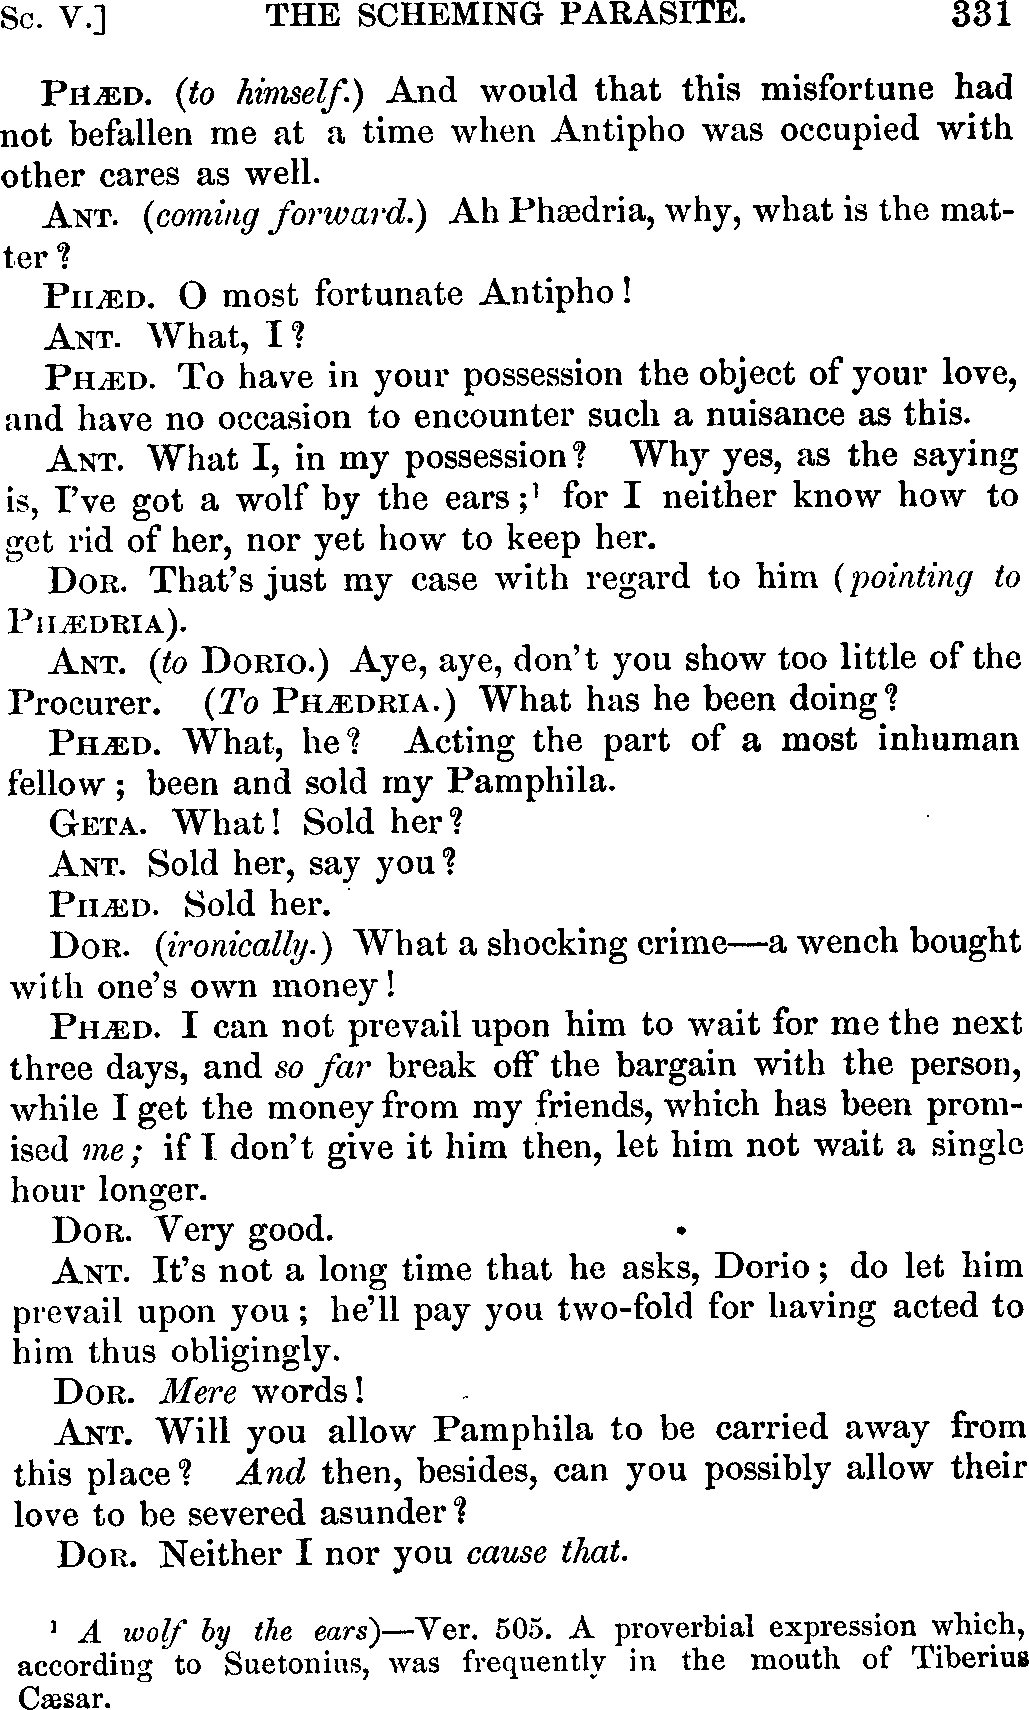 Sc. V.] THE SCHEMING PARASITE. 331
PHÆD. (to himself.) And would that this misfortune had
not befallen me at a time when Antipho was occupied with
other cares as well.
ANT. (coming forward.) Ah Phædria, why, what is the mat-
ter?
PHÆD. O most fortunate Antipho!
ANT. What, I?
PHÆD. To have in your possession the object of your love,
and have no occasion to encounter such a nuisance as this.
ANT. What I, in my possession? Why yes, as the saying
is, I've got a wolf by the ears;¹ for I neither know how to
get rid of her, nor yet how to keep her.
DOR. That's just my case with regard to him (pointing to
PHÆDRIA).
ANT. (to DORIO.) Aye, aye, don't you show too little of the
Procurer. (To PHÆDRIA.) What has he been doing?
PHÆD. What, he? Acting the part of a most inhuman
fellow; been and sold my Pamphila.
GETA. What! Sold her?
ANT. Sold her, say you?
PHÆD. Sold her.
DOR. (ironically.) What a shocking crime—a wench bought
with one's own money!
PHÆD. I can not prevail upon him to wait for me the next
three days, and so far break off the bargain with the person,
while I get the money from my friends, which has been prom-
ised me; if I don't give it him then, let him not wait a single
hour longer.
DOR. Very good.
ANT. It's not a long time that he asks, Dorio; do let him
prevail upon you; he'll pay you two-fold for having acted to
him thus obligingly.
DOR. Mere words!
ANT. Will you allow Pamphila to be carried away from
this place? And then, besides, can you possibly allow their
love to be severed asunder?
DOR. Neither I nor you cause that.
¹ A wolf by the ears)—Ver. 505. A proverbial expression which,
according to Suetonius, was frequently in the mouth of Tiberius
Cæsar.